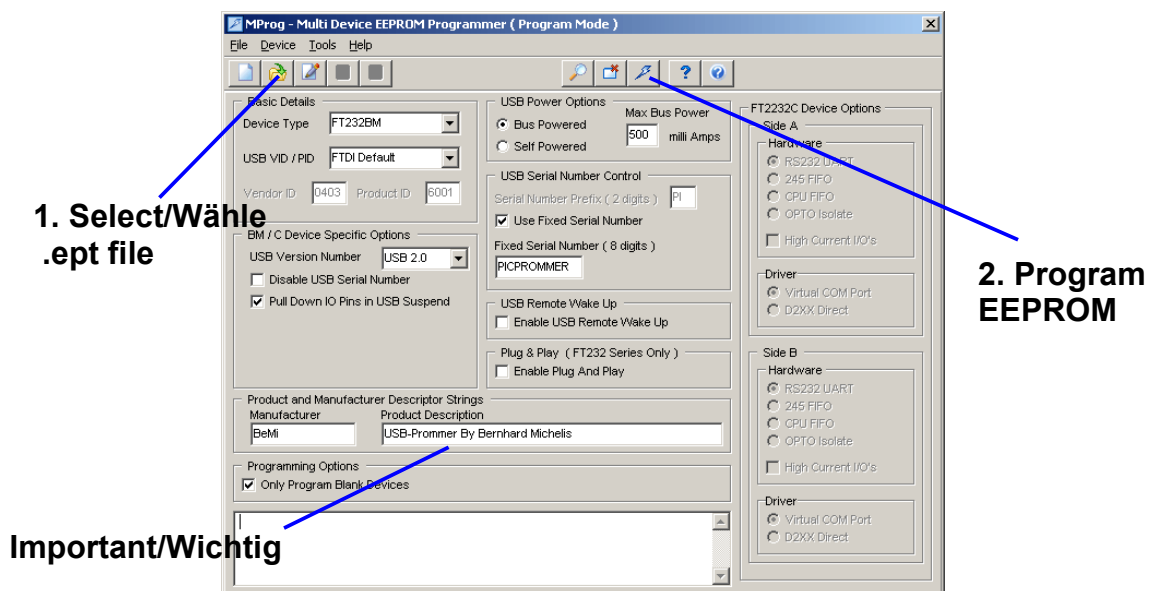 MProg - Multi Device EEPROM Programmer ( Program Mode )
File Device Tools Help
Basic Details
Device Type FT232BM
USB VID / PID FTDI Default
Vendor ID 0403 Product ID 6001
BM / C Device Specific Options
USB Version Number USB 2.0
Disable USB Serial Number
Pull Down IO Pins in USB Suspend
USB Power Options
Bus Powered
Self Powered
Max Bus Power
500 milli Amps
USB Serial Number Control
Serial Number Prefix ( 2 digits ) PI
Use Fixed Serial Number
Fixed Serial Number ( 8 digits )
PICPROMMER
USB Remote Wake Up
Enable USB Remote Wake Up
Plug & Play ( FT232 Series Only )
Enable Plug And Play
Product and Manufacturer Descriptor Strings
Manufacturer Product Description
BeMi USB-Prommer By Bernhard Michelis
Programming Options
Only Program Blank Devices
FT2232C Device Options
Side A
Hardware
RS232 UART
245 FIFO
CPU FIFO
OPTO Isolate
High Current I/O's
Driver
Virtual COM Port
D2XX Direct
Side B
Hardware
RS232 UART
245 FIFO
CPU FIFO
OPTO Isolate
High Current I/O's
Driver
Virtual COM Port
D2XX Direct
1. Select/Wähle
.ept file
2. Program
EEPROM
Important/Wichtig